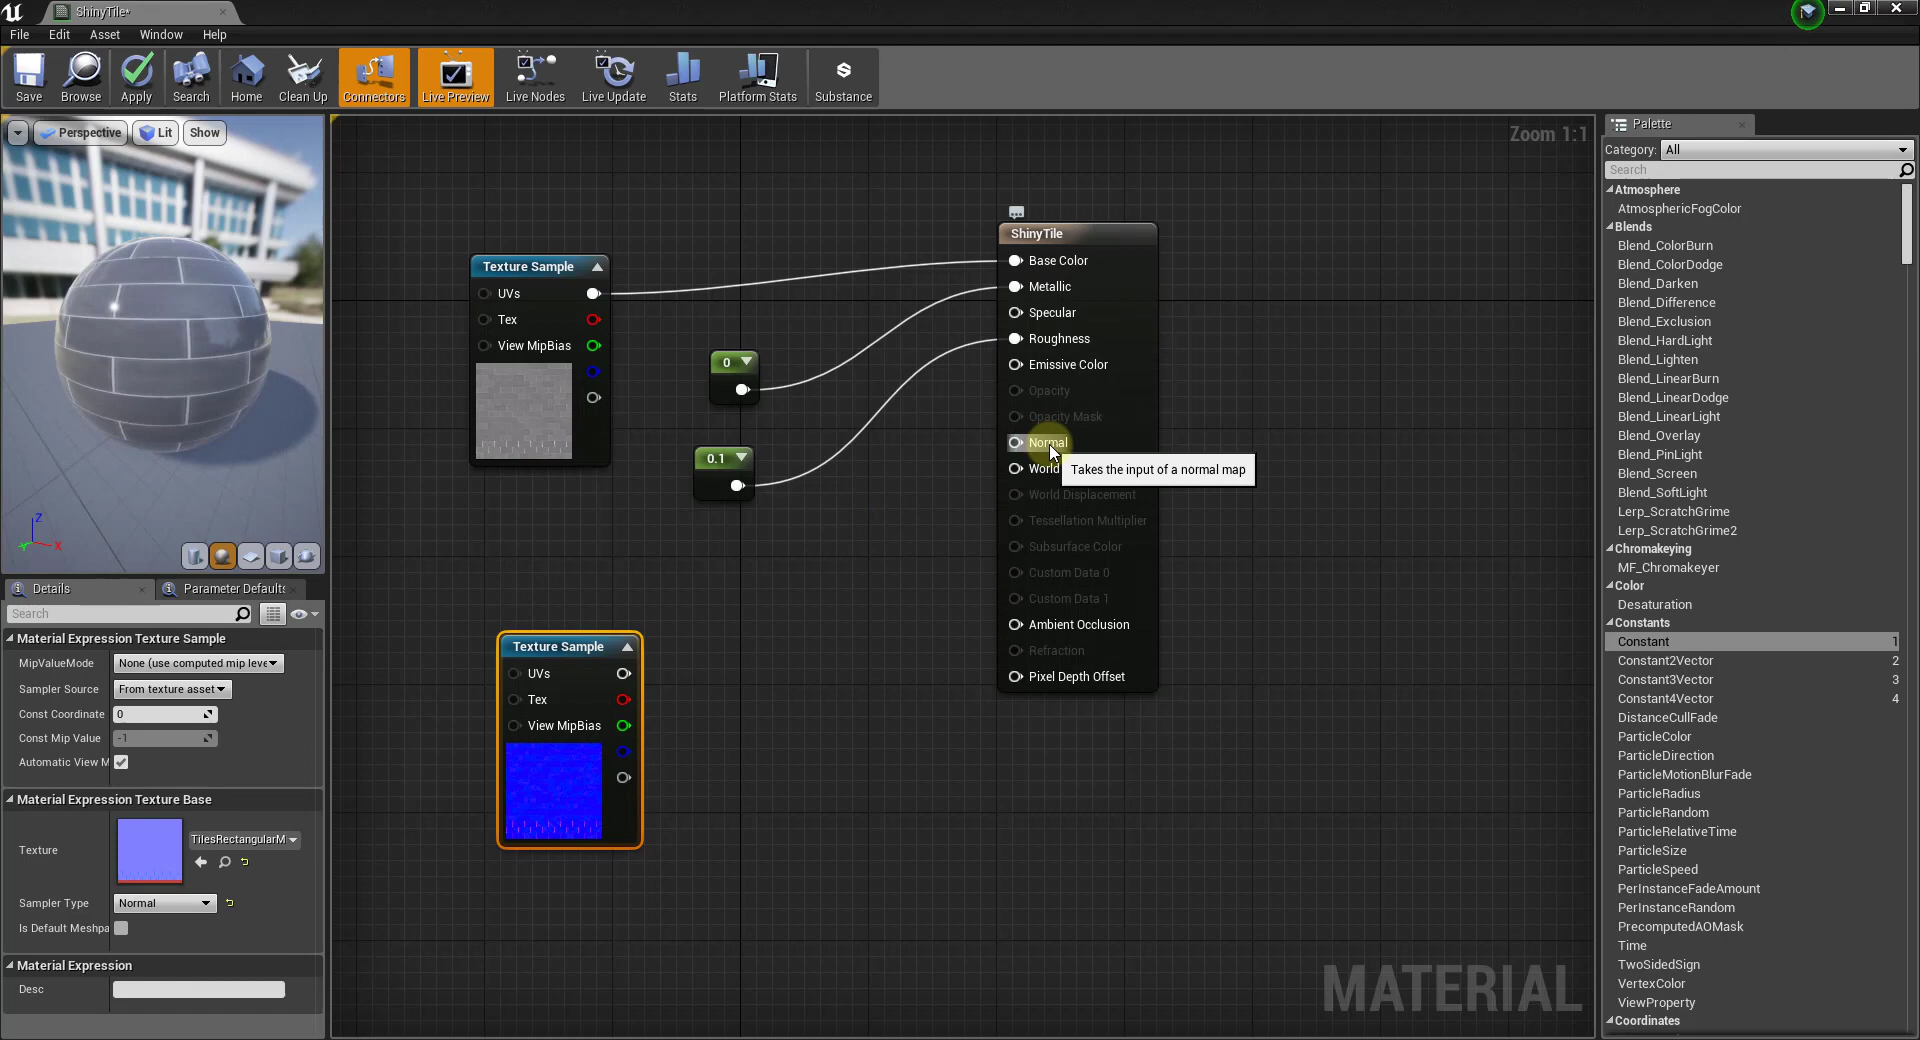 ShinyTile*
File Edit Asset Window Help
Save Browse Apply Search Home Clean Up Connectors Live Preview Live Nodes Live Update Stats Platform Stats Substance
Perspective Lit Show
Z
Y X
Zoom 1:1
Texture Sample
UVs
Tex
View MipBias
0
0.1
ShinyTile
Base Color
Metallic
Specular
Roughness
Emissive Color
Opacity
Opacity Mask
Normal
World
Takes the input of a normal map
World Displacement
Tessellation Multiplier
Subsurface Color
Custom Data 0
Custom Data 1
Ambient Occlusion
Refraction
Pixel Depth Offset
Texture Sample
UVs
Tex
View MipBias
MATERIAL
Details Parameter Defaults
Search
Material Expression Texture Sample
MipValueMode None (use computed mip leve
Sampler Source From texture asset
Const Coordinate 0
Const Mip Value -1
Automatic View M
Material Expression Texture Base
Texture TilesRectangularM
Sampler Type Normal
Is Default Meshpa
Material Expression
Desc
Palette
Category: All
Search
Atmosphere
AtmosphericFogColor
Blends
Blend_ColorBurn
Blend_ColorDodge
Blend_Darken
Blend_Difference
Blend_Exclusion
Blend_HardLight
Blend_Lighten
Blend_LinearBurn
Blend_LinearDodge
Blend_LinearLight
Blend_Overlay
Blend_PinLight
Blend_Screen
Blend_SoftLight
Lerp_ScratchGrime
Lerp_ScratchGrime2
Chromakeying
MF_Chromakeyer
Color
Desaturation
Constants
Constant 1
Constant2Vector 2
Constant3Vector 3
Constant4Vector 4
DistanceCullFade
ParticleColor
ParticleDirection
ParticleMotionBlurFade
ParticleRadius
ParticleRandom
ParticleRelativeTime
ParticleSize
ParticleSpeed
PerInstanceFadeAmount
PerInstanceRandom
PrecomputedAOMask
Time
TwoSidedSign
VertexColor
ViewProperty
Coordinates